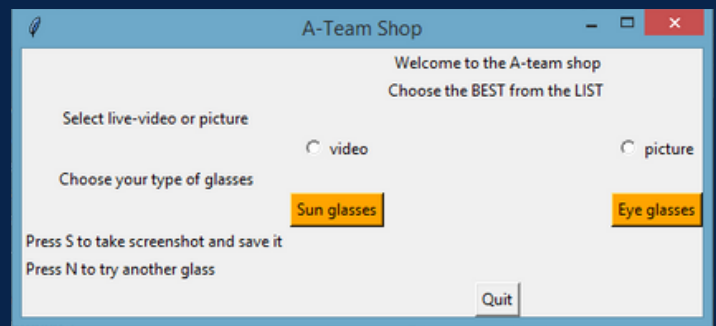 A-Team Shop
Welcome to the A-team shop
Choose the BEST from the LIST
Select live-video or picture
video picture
Choose your type of glasses
Sun glasses Eye glasses
Press S to take screenshot and save it
Press N to try another glass
Quit